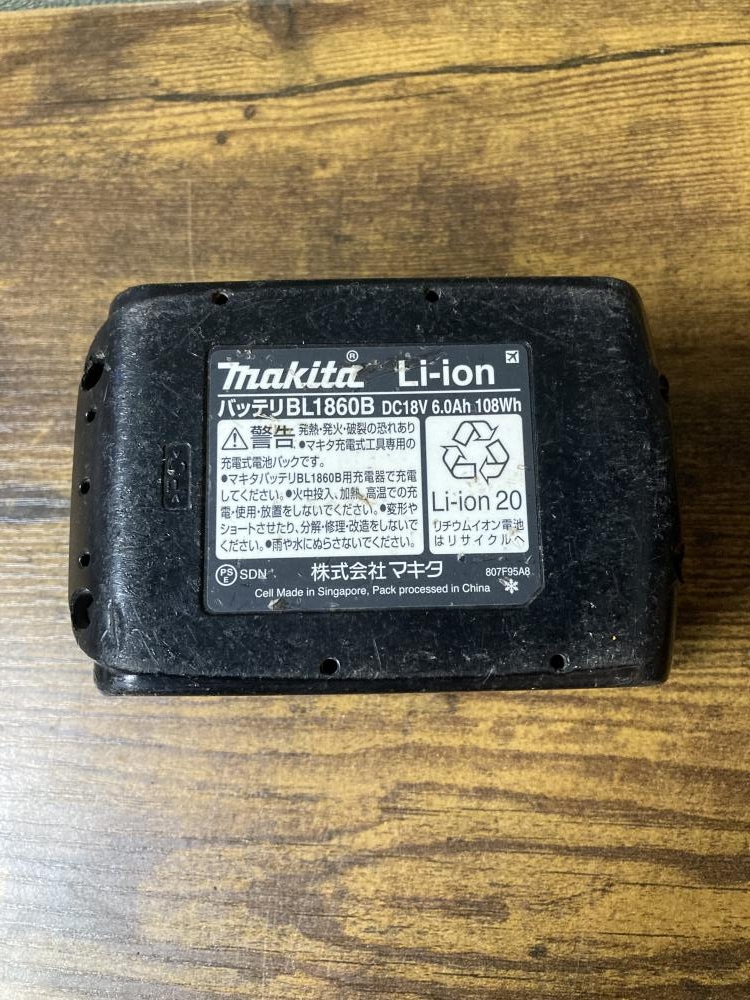 makita® Li-ion
バッテリBL1860B DC18V 6.0Ah 108Wh
警告 発熱・発火・破裂の恐れあり
●マキタ充電式工具専用の
充電式電池パックです。
●マキタバッテリBL1860B用充電器で充電
してください。●火中投入、加熱、高温での充
電・使用・放置をしないでください。●変形や
ショートさせたり、分解・修理・改造をしないで
ください。●雨や水にぬらさないでください。
Li-ion 20
リチウムイオン電池
はリサイクルへ
PSE SDN 株式会社マキタ 807F95A8
Cell Made in Singapore, Pack processed in China